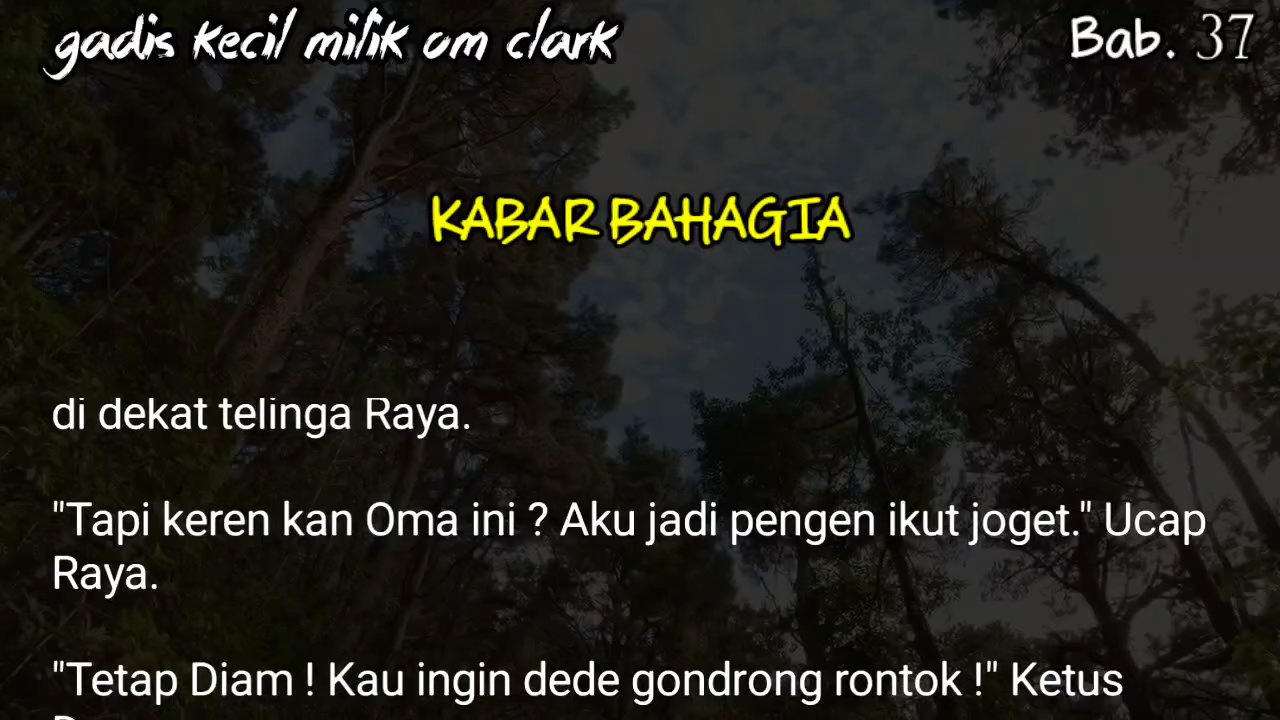 gadis kecil milik om clark
Bab. 37
KABAR BAHAGIA
di dekat telinga Raya.
"Tapi keren kan Oma ini ? Aku jadi pengen ikut joget." Ucap
Raya.
"Tetap Diam ! Kau ingin dede gondrong rontok !" Ketus